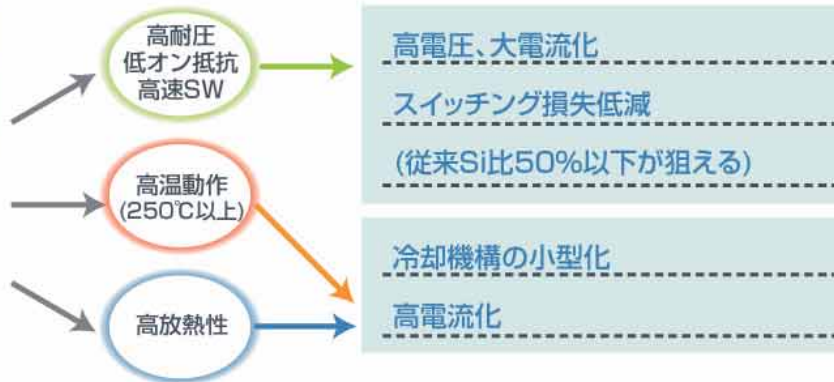 高耐圧
低オン抵抗
高速SW
高電圧、大電流化
スイッチング損失低減
(従来Si比50%以下が狙える)
高温動作
(250℃以上)
冷却機構の小型化
高放熱性
高電流化